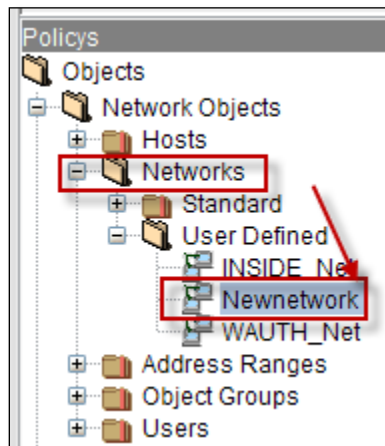 Policys
Objects
Network Objects
Hosts
Networks
Standard
User Defined
INSIDE_Net
Newnetwork
WAUTH_Net
Address Ranges
Object Groups
Users